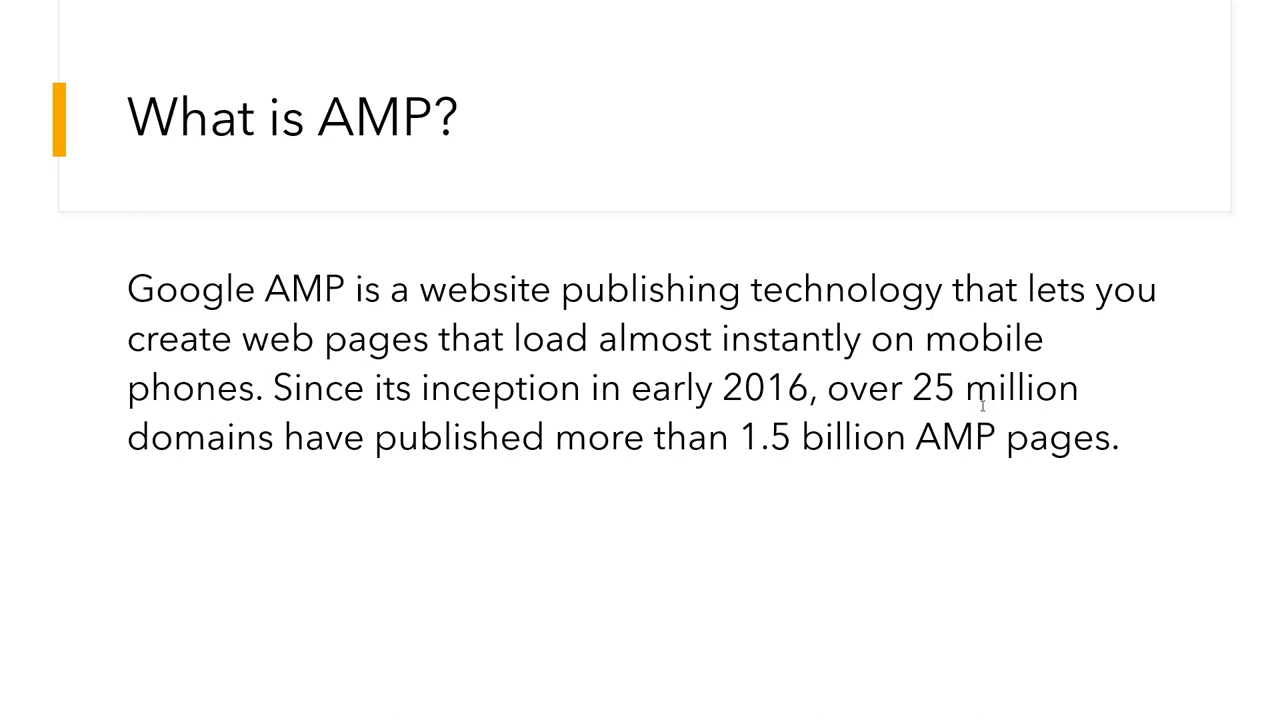 What is AMP?
Google AMP is a website publishing technology that lets you
create web pages that load almost instantly on mobile
phones. Since its inception in early 2016, over 25 million
domains have published more than 1.5 billion AMP pages.